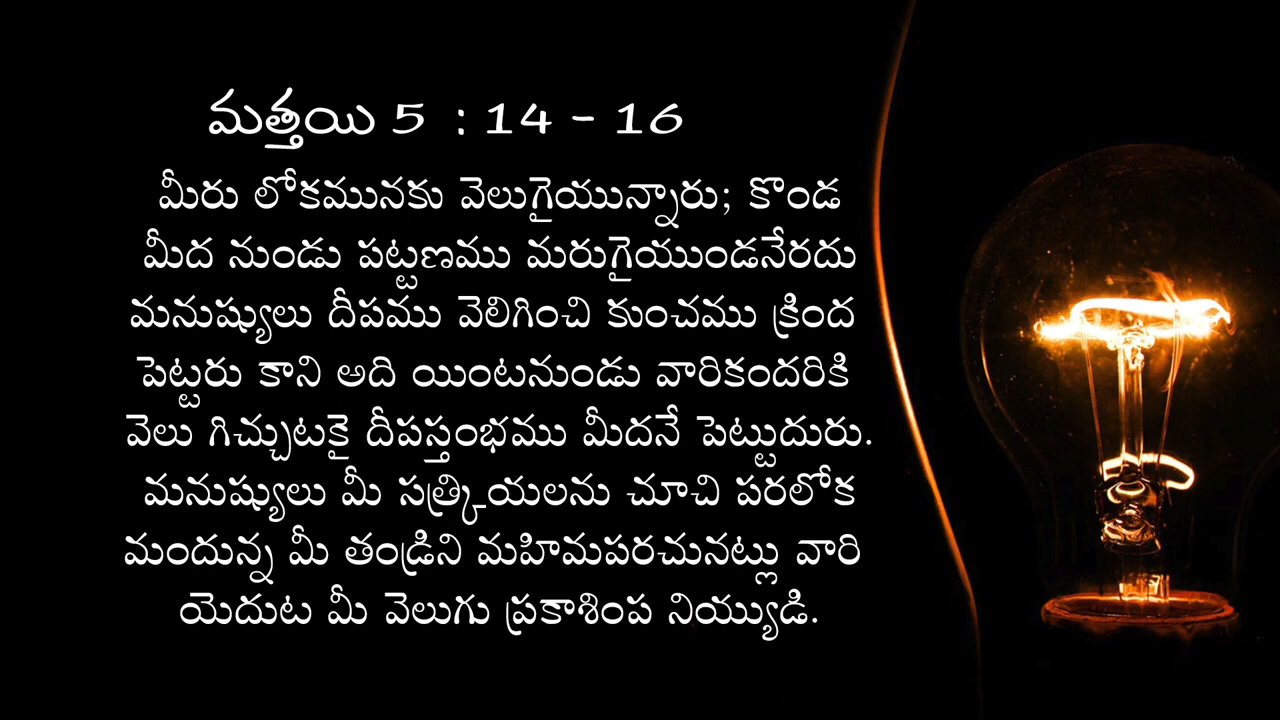 మత్తయి 5 : 14 - 16
మీరు లోకమునకు వెలుగైయున్నారు; కొండ
మీద నుండు పట్టణము మరుగైయుండనేరదు
మనుష్యులు దీపము వెలిగించి కుంచము క్రింద
పెట్టరు కాని అది యింటనుండు వారికందరికి
వెలు గిచ్చుటకై దీపస్తంభము మీదనే పెట్టుదురు.
మనుష్యులు మీ సత్క్రియలను చూచి పరలోక
మందున్న మీ తండ్రిని మహిమపరచునట్లు వారి
యెదుట మీ వెలుగు ప్రకాశింప నియ్యుడి.